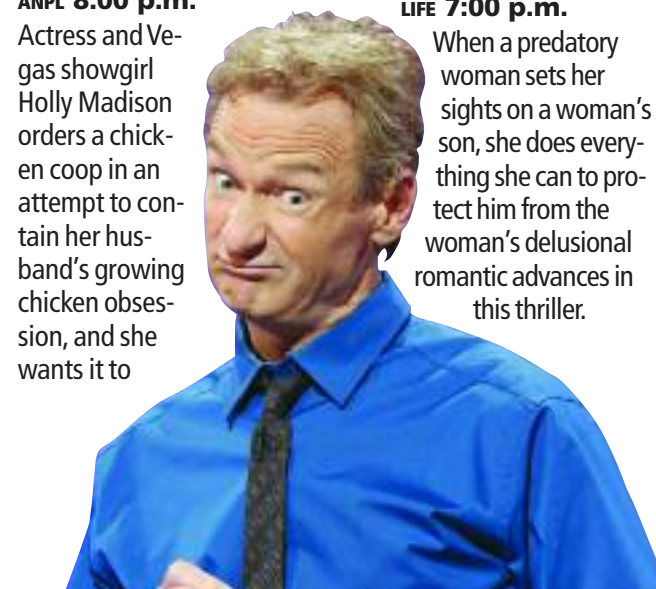 ANPL 8:00 p.m.
Actress and Ve-
gas showgirl
Holly Madison
orders a chick-
en coop in an
attempt to con-
tain her hus-
band's growing
chicken obses-
sion, and she
wants it to
LIFE 7:00 p.m.
When a predatory
woman sets her
sights on a woman's
son, she does every-
thing she can to pro-
tect him from the
woman's delusional
romantic advances in
this thriller.